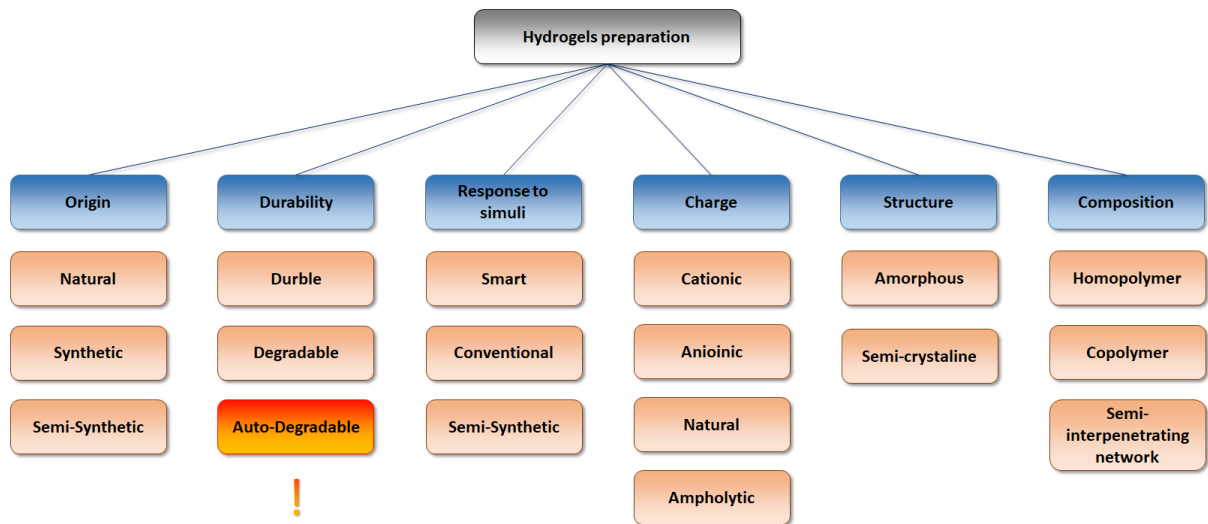 Hydrogels preparation
Origin
Durability
Response to
simuli
Charge
Structure
Composition
Natural
Durble
Smart
Cationic
Amorphous
Homopolymer
Synthetic
Degradable
Conventional
Anioinic
Semi-crystaline
Copolymer
Semi-Synthetic
Auto-Degradable
Semi-Synthetic
Natural
Semi-
interpenetrating
network
!
Ampholytic